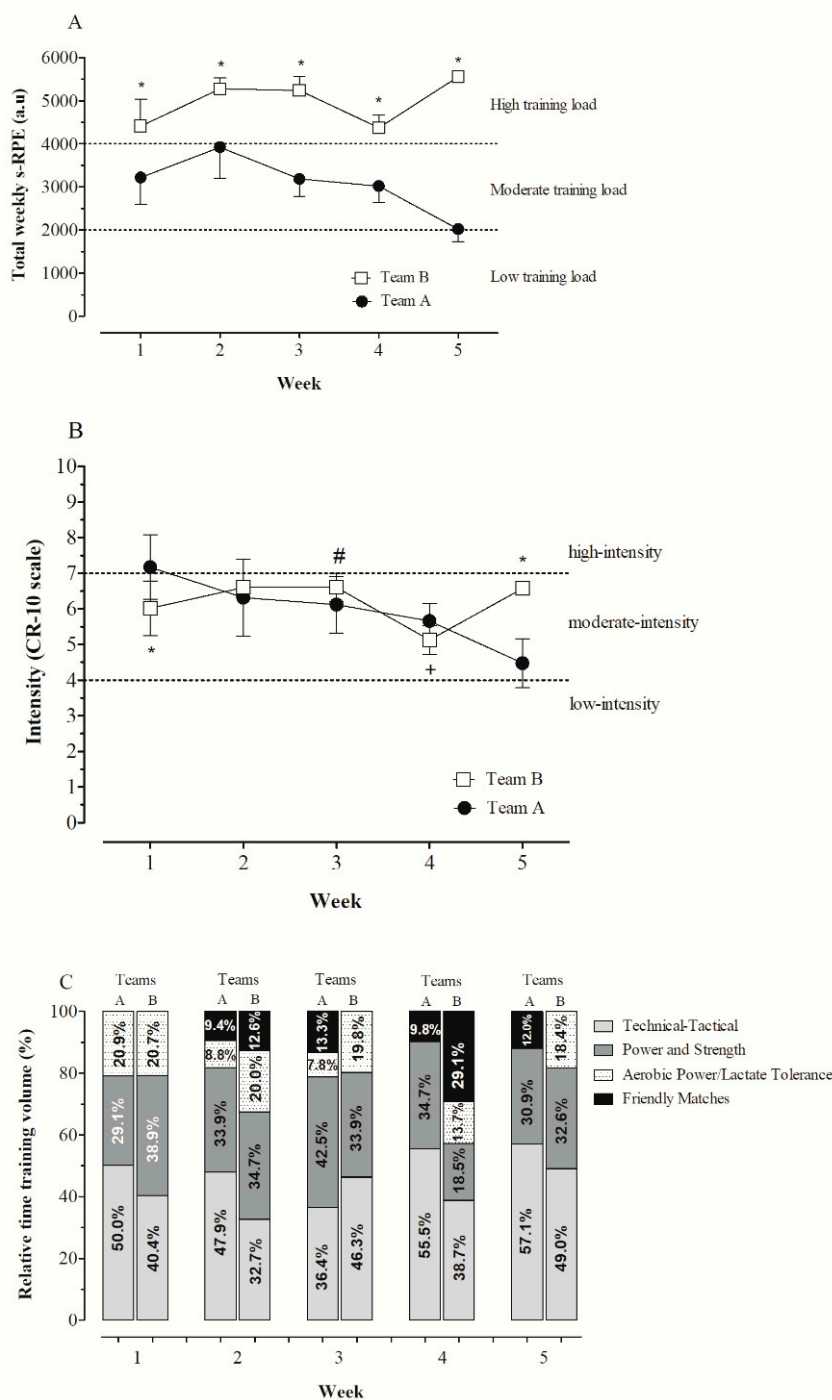 A
Total weekly s-RPE (a.u)
6000
5000
4000
3000
2000
1000
0
*
*
*
*
*
High training load
Moderate training load
Low training load
Team B
Team A
1 2 3 4 5
Week
B
Intensity (CR-10 scale)
10
9
8
7
6
5
4
3
2
1
0
*
#
+
*
high-intensity
moderate-intensity
low-intensity
Team B
Team A
1 2 3 4 5
Week
C
Relative time training volume (%)
100
80
60
40
20
0
Teams Teams Teams Teams Teams
A B A B A B A B A B
20.9%
29.1%
50.0%
20.7%
38.9%
40.4%
9.4%
8.8%
33.9%
47.9%
12.6%
20.0%
34.7%
32.7%
13.3%
7.8%
42.5%
36.4%
19.8%
33.9%
46.3%
9.8%
34.7%
55.5%
29.1%
13.7%
18.5%
38.7%
12.0%
30.9%
57.1%
18.4%
32.6%
49.0%
Technical-Tactical
Power and Strength
Aerobic Power/Lactate Tolerance
Friendly Matches
1 2 3 4 5
Week